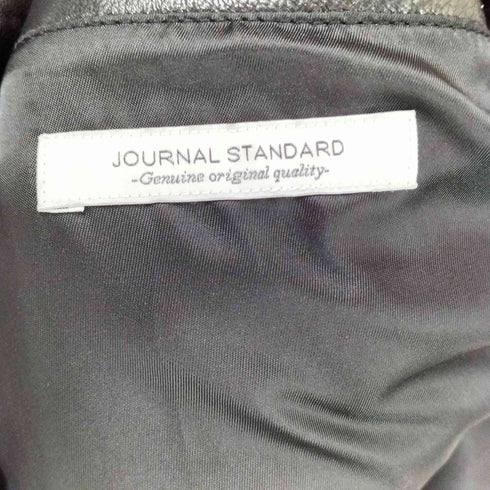 JOURNAL STANDARD
-Genuine original quality-